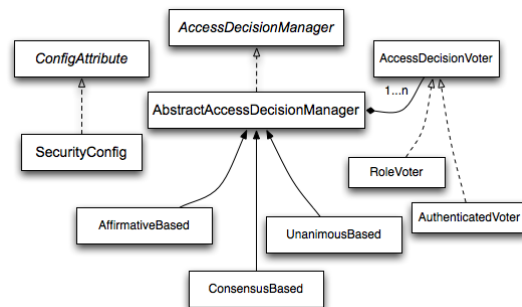 AccessDecisionManager
ConfigAttribute
AccessDecisionVoter
1...n
AbstractAccessDecisionManager
SecurityConfig
RoleVoter
AffirmativeBased
UnanimousBased
AuthenticatedVoter
ConsensusBased